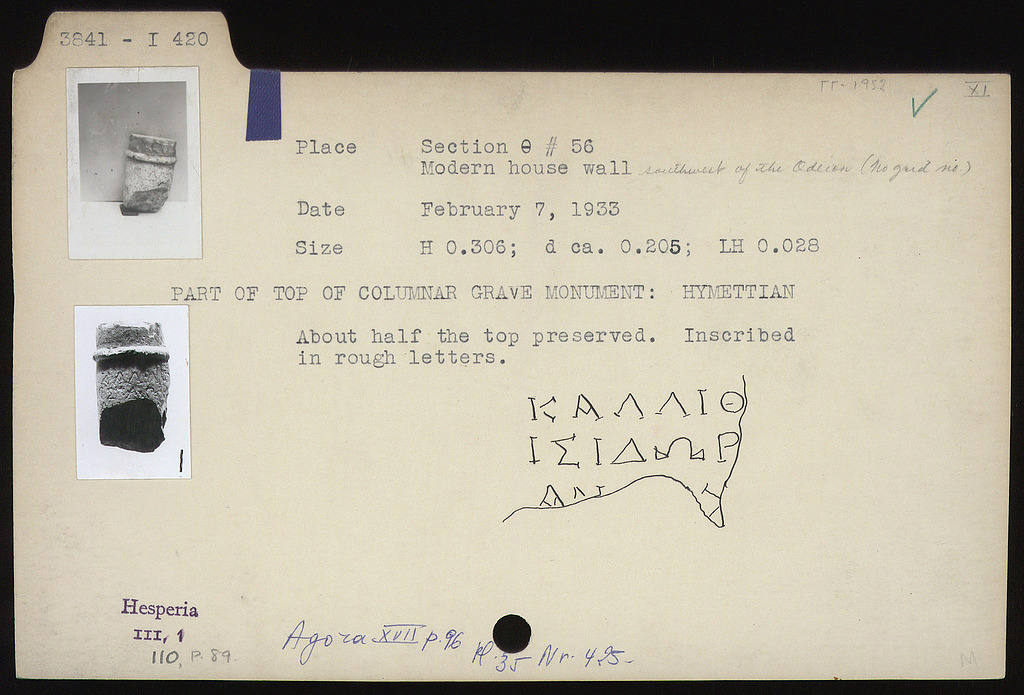 3841 - I 420
ΓΓ-1952
XI
Place Section Θ # 56
Modern house wall southwest of the Odeion (No grid no.)
Date February 7, 1933
Size H 0.306; d ca. 0.205; LH 0.028
PART OF TOP OF COLUMNAR GRAVE MONUMENT: HYMETTIAN
About half the top preserved. Inscribed
in rough letters.
ΚΑΛΛΙΘ
ΙΣΙΔΩΡ
Hesperia
III, 1
110, P. 89.
Agora XVII p. 96
Pl. 35 Nr. 425.
M